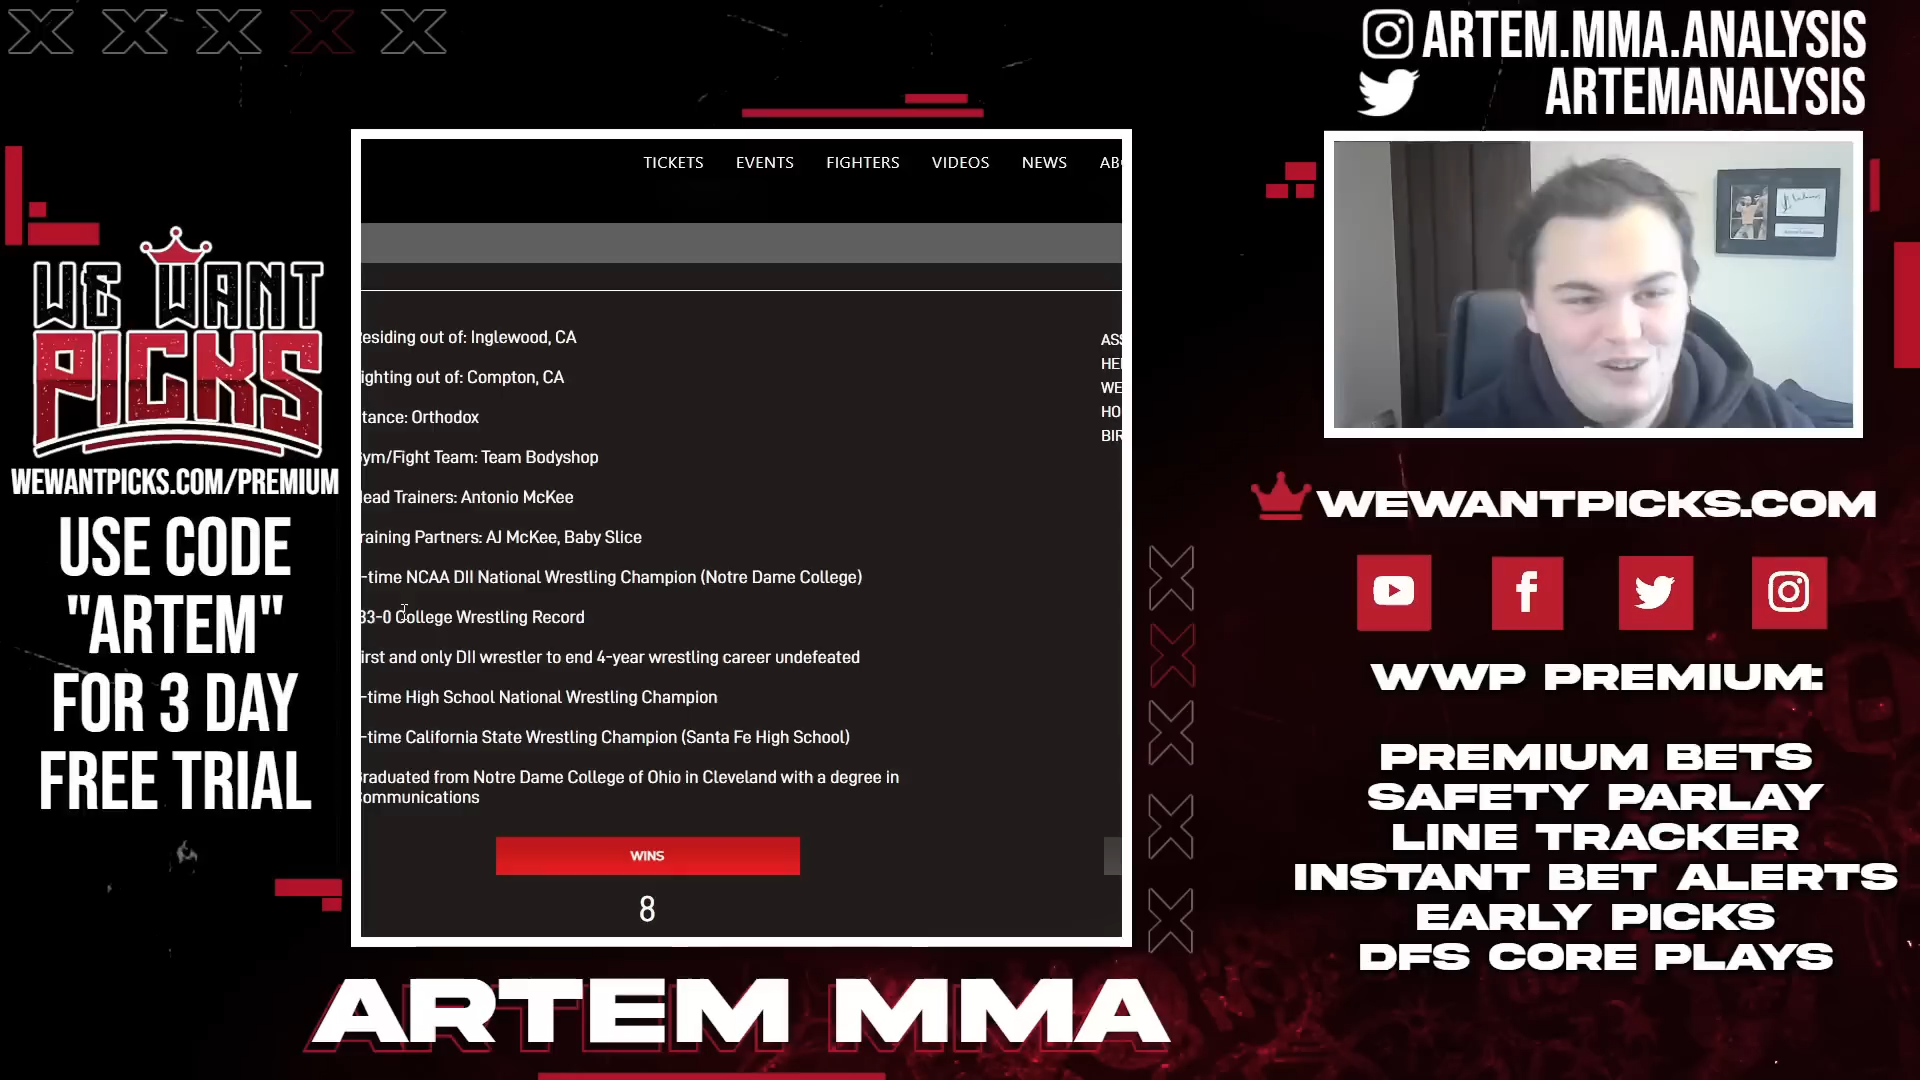 ARTEM.MMA.ANALYSIS
ARTEMANALYSIS
TICKETS EVENTS FIGHTERS VIDEOS NEWS AB
esiding out of: Inglewood, CA
ighting out of: Compton, CA
tance: Orthodox
ym/Fight Team: Team Bodyshop
ead Trainers: Antonio McKee
raining Partners: AJ McKee, Baby Slice
-time NCAA DII National Wrestling Champion (Notre Dame College)
33-0 College Wrestling Record
irst and only DII wrestler to end 4-year wrestling career undefeated
-time High School National Wrestling Champion
-time California State Wrestling Champion (Santa Fe High School)
raduated from Notre Dame College of Ohio in Cleveland with a degree in
ommunications
ASS
HE
WE
HO
BIR
WINS
8
WE WANT
PICKS
WEWANTPICKS.COM/PREMIUM
USE CODE
"ARTEM"
FOR 3 DAY
FREE TRIAL
WEWANTPICKS.COM
WWP PREMIUM:
PREMIUM BETS
SAFETY PARLAY
LINE TRACKER
INSTANT BET ALERTS
EARLY PICKS
DFS CORE PLAYS
ARTEM MMA